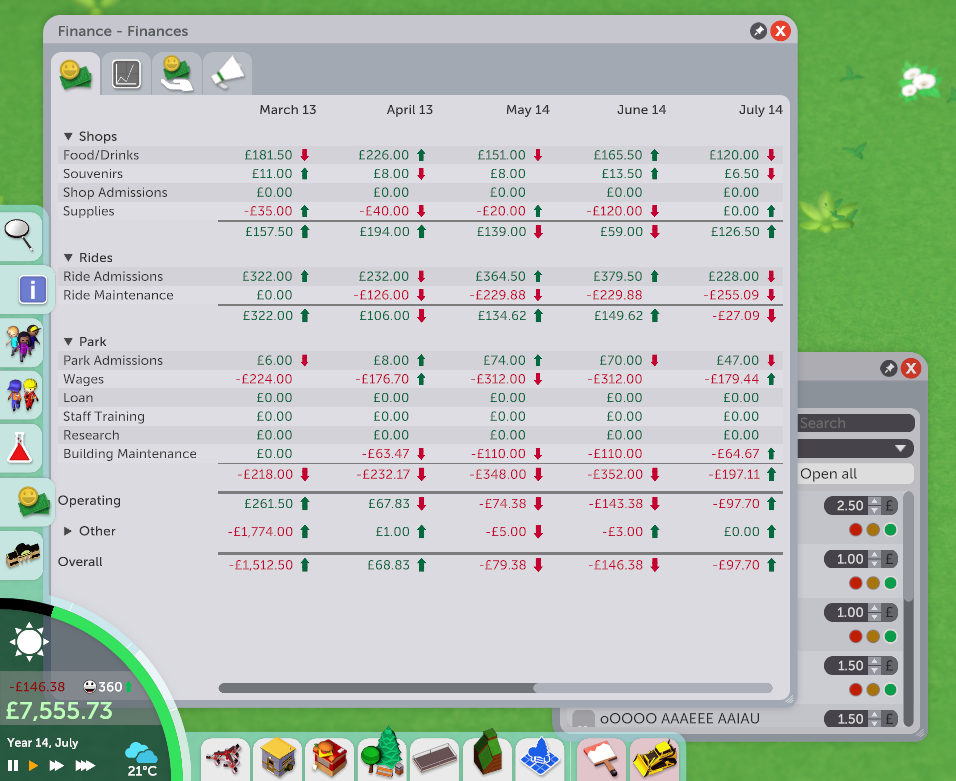 Finance - Finances
March 13 April 13 May 14 June 14 July 14
▼ Shops
Food/Drinks £181.50 £226.00 £151.00 £165.50 £120.00
Souvenirs £11.00 £8.00 £8.00 £13.50 £6.50
Shop Admissions £0.00 £0.00 £0.00 £0.00 £0.00
Supplies -£35.00 -£40.00 -£20.00 -£120.00 £0.00
£157.50 £194.00 £139.00 £59.00 £126.50
▼ Rides
Ride Admissions £322.00 £232.00 £364.50 £379.50 £228.00
Ride Maintenance £0.00 -£126.00 -£229.88 -£229.88 -£255.09
£322.00 £106.00 £134.62 £149.62 -£27.09
▼ Park
Park Admissions £6.00 £8.00 £74.00 £70.00 £47.00
Wages -£224.00 -£176.70 -£312.00 -£312.00 -£179.44
Loan £0.00 £0.00 £0.00 £0.00 £0.00
Staff Training £0.00 £0.00 £0.00 £0.00 £0.00
Research £0.00 £0.00 £0.00 £0.00 £0.00
Building Maintenance £0.00 -£63.47 -£110.00 -£110.00 -£64.67
-£218.00 -£232.17 -£348.00 -£352.00 -£197.11
Operating £261.50 £67.83 -£74.38 -£143.38 -£97.70
▶ Other -£1,774.00 £1.00 -£5.00 -£3.00 £0.00
Overall -£1,512.50 £68.83 -£79.38 -£146.38 -£97.70
Search
Open all
2.50 £
1.00 £
1.00 £
1.50 £
oOOOO AAAEEE AAIAU 1.50 £
-£146.38 360
£7,555.73
Year 14, July
21°C